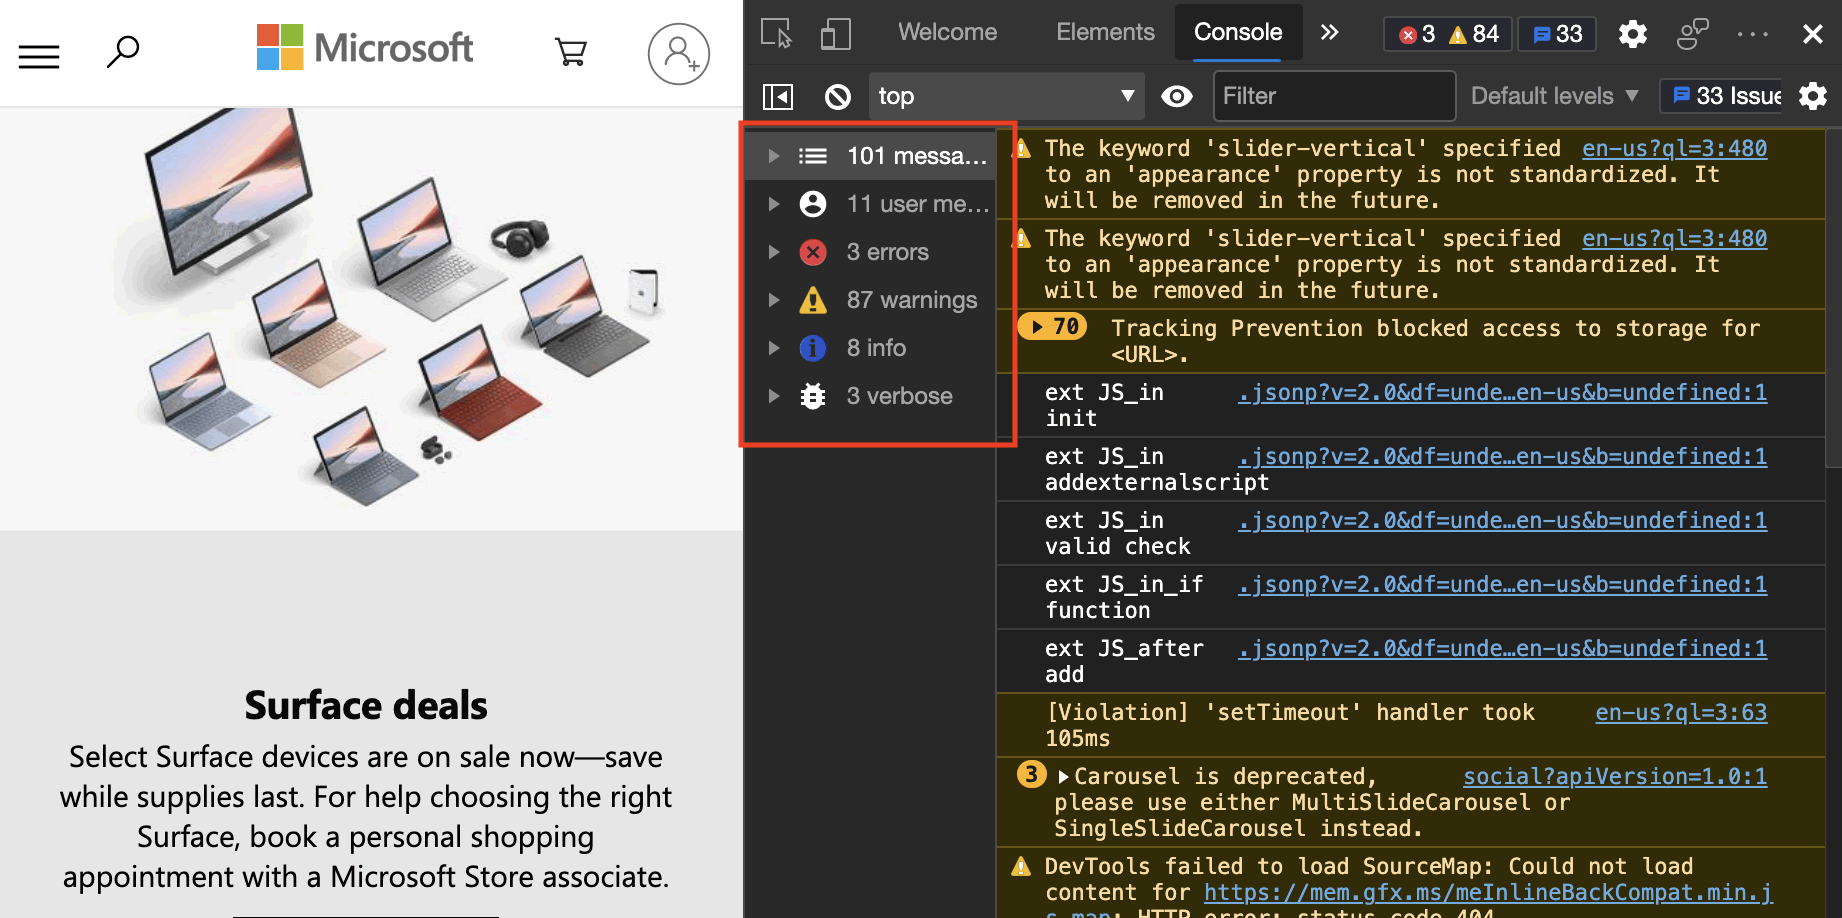 Microsoft
Surface deals
Select Surface devices are on sale now—save
while supplies last. For help choosing the right
Surface, book a personal shopping
appointment with a Microsoft Store associate.
Welcome
Elements
Console
3
84
33
top
Filter
Default levels
33 Issue
101 messa…
11 user me…
3 errors
87 warnings
8 info
3 verbose
The keyword 'slider-vertical' specified en-us?ql=3:480
to an 'appearance' property is not standardized. It
will be removed in the future.
The keyword 'slider-vertical' specified en-us?ql=3:480
to an 'appearance' property is not standardized. It
will be removed in the future.
70 Tracking Prevention blocked access to storage for
<URL>.
ext JS_in .jsonp?v=2.0&df=unde…en-us&b=undefined:1
init
ext JS_in .jsonp?v=2.0&df=unde…en-us&b=undefined:1
addexternalscript
ext JS_in .jsonp?v=2.0&df=unde…en-us&b=undefined:1
valid check
ext JS_in_if .jsonp?v=2.0&df=unde…en-us&b=undefined:1
function
ext JS_after .jsonp?v=2.0&df=unde…en-us&b=undefined:1
add
[Violation] 'setTimeout' handler took en-us?ql=3:63
105ms
3 Carousel is deprecated, social?apiVersion=1.0:1
please use either MultiSlideCarousel or
SingleSlideCarousel instead.
DevTools failed to load SourceMap: Could not load
content for https://mem.gfx.ms/meInlineBackCompat.min.j
s.map: HTTP error: status code 404